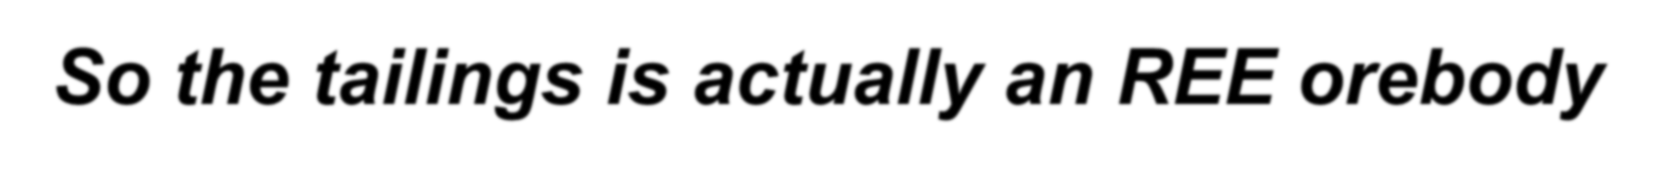 So the tailings is actually an REE orebody